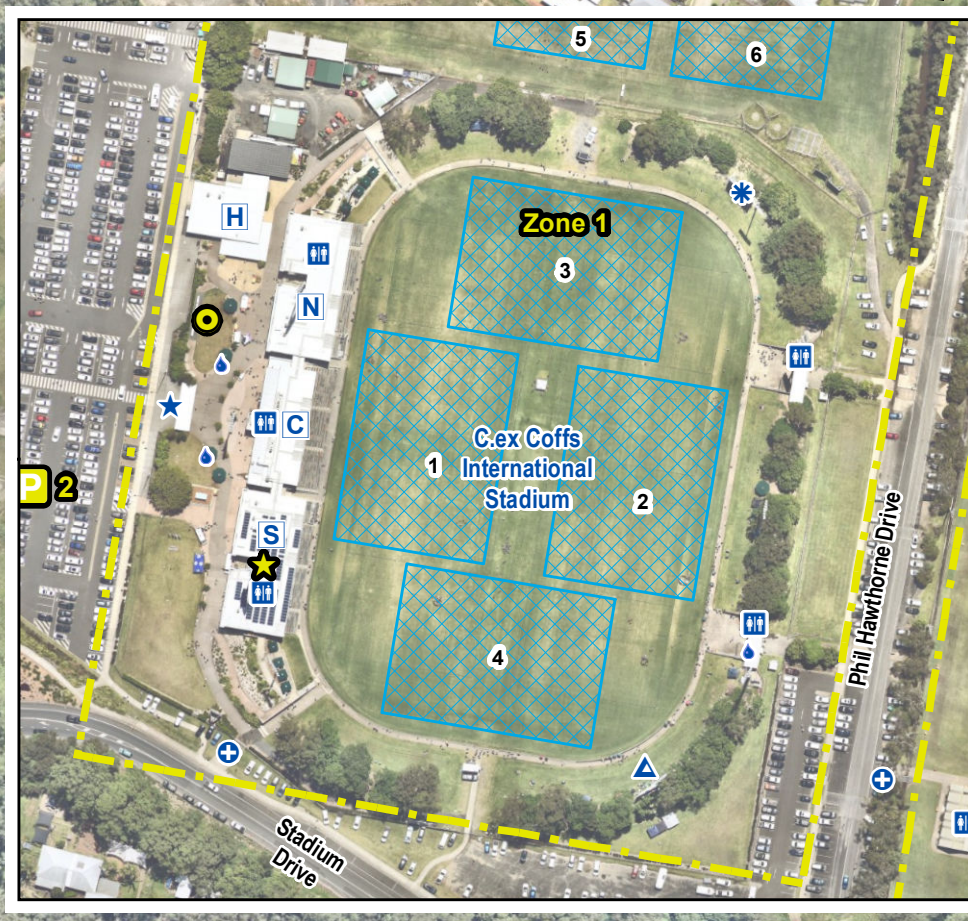 5
6
H
Zone 1
3
N
C
C.ex Coffs
International
Stadium
1
2
P 2
S
4
Phil Hawthorne Drive
Stadium
Drive